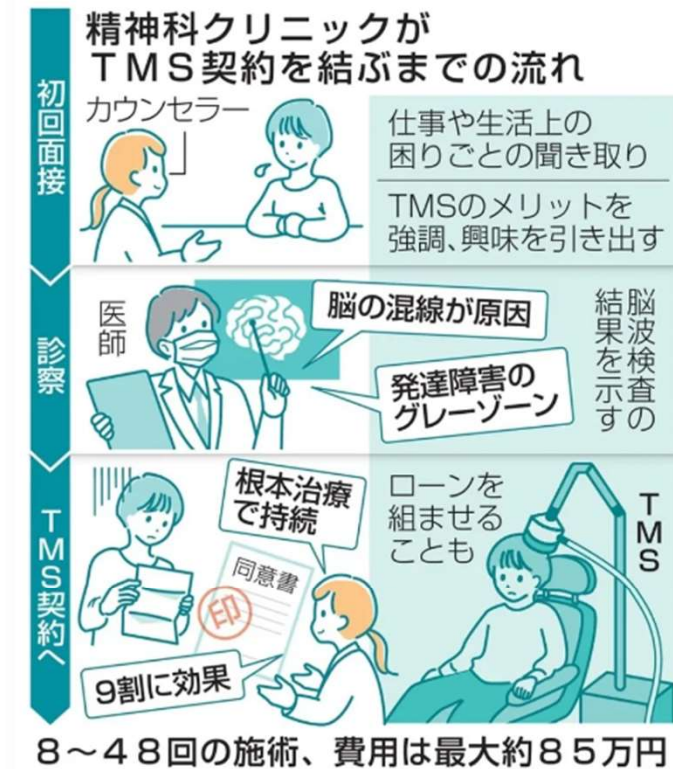 精神科クリニックが
TMS契約を結ぶまでの流れ
初回面接
カウンセラー
仕事や生活上の
困りごとの聞き取り
TMSのメリットを
強調、興味を引き出す
診察
医師
脳の混線が原因
発達障害の
グレーゾーン
脳波検査の
結果を示す
TMS契約へ
根本治療
で持続
同意書
印
9割に効果
ローンを
組ませる
ことも
TMS
8〜48回の施術、費用は最大約85万円